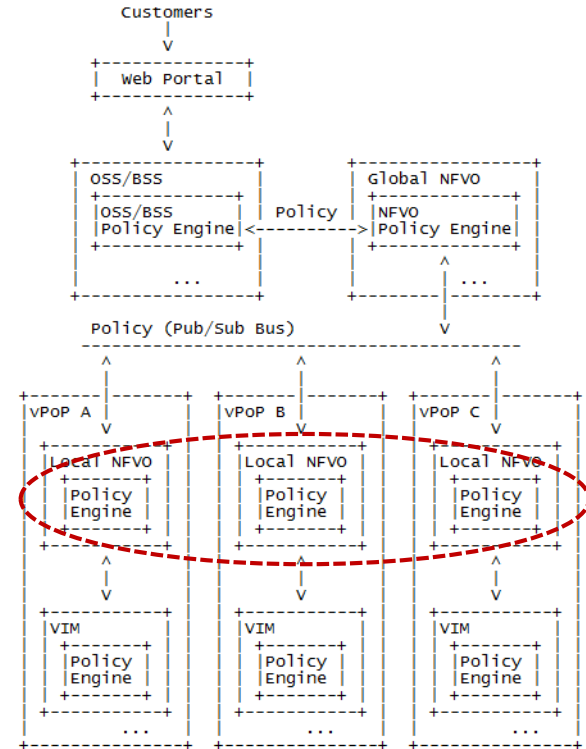 Customers
Web Portal
OSS/BSS
OSS/BSS
Policy Engine
...
Policy
Global NFVO
NFVO
Policy Engine
...
Policy (Pub/Sub Bus)
vPoP A
Local NFVO
Policy
Engine
VIM
Policy
Engine
...
vPoP B
Local NFVO
Policy
Engine
VIM
Policy
Engine
...
vPoP C
Local NFVO
Policy
Engine
VIM
Policy
Engine
...